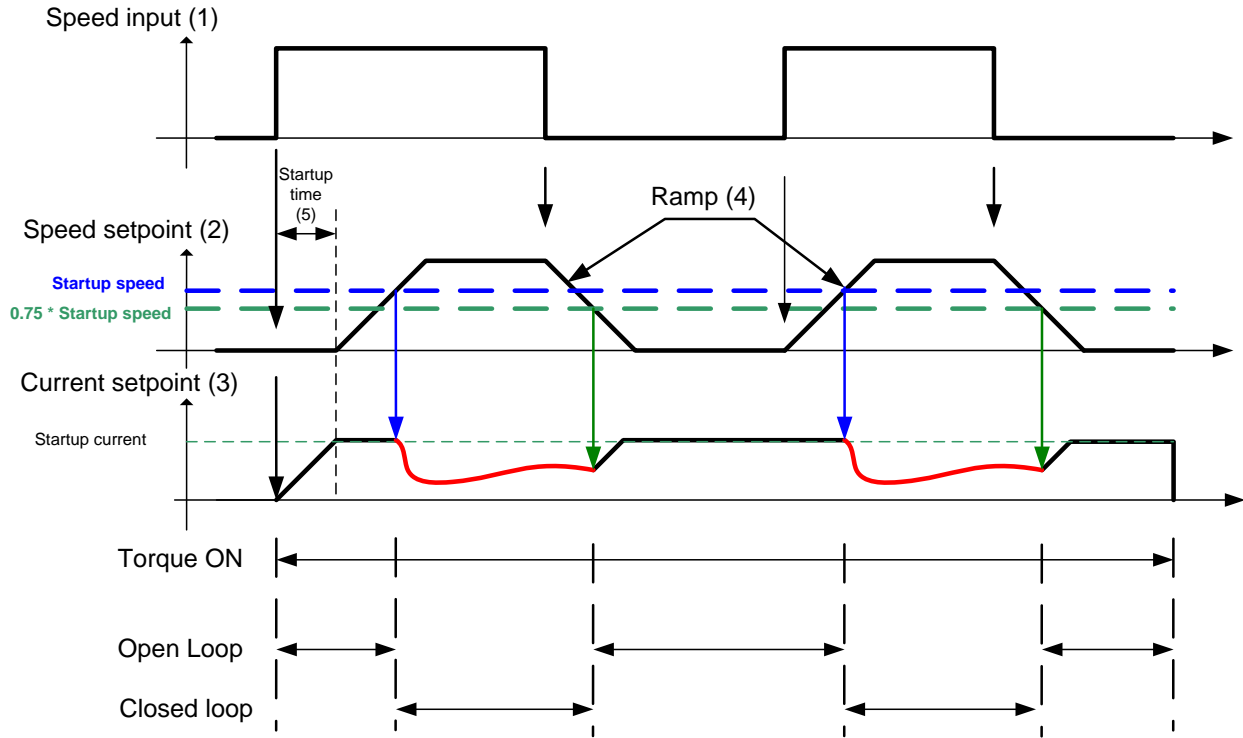 Speed input (1)
Startup
time
(5)
Ramp (4)
Speed setpoint (2)
Startup speed
0.75 * Startup speed
Current setpoint (3)
Startup current
Torque ON
Open Loop
Closed loop